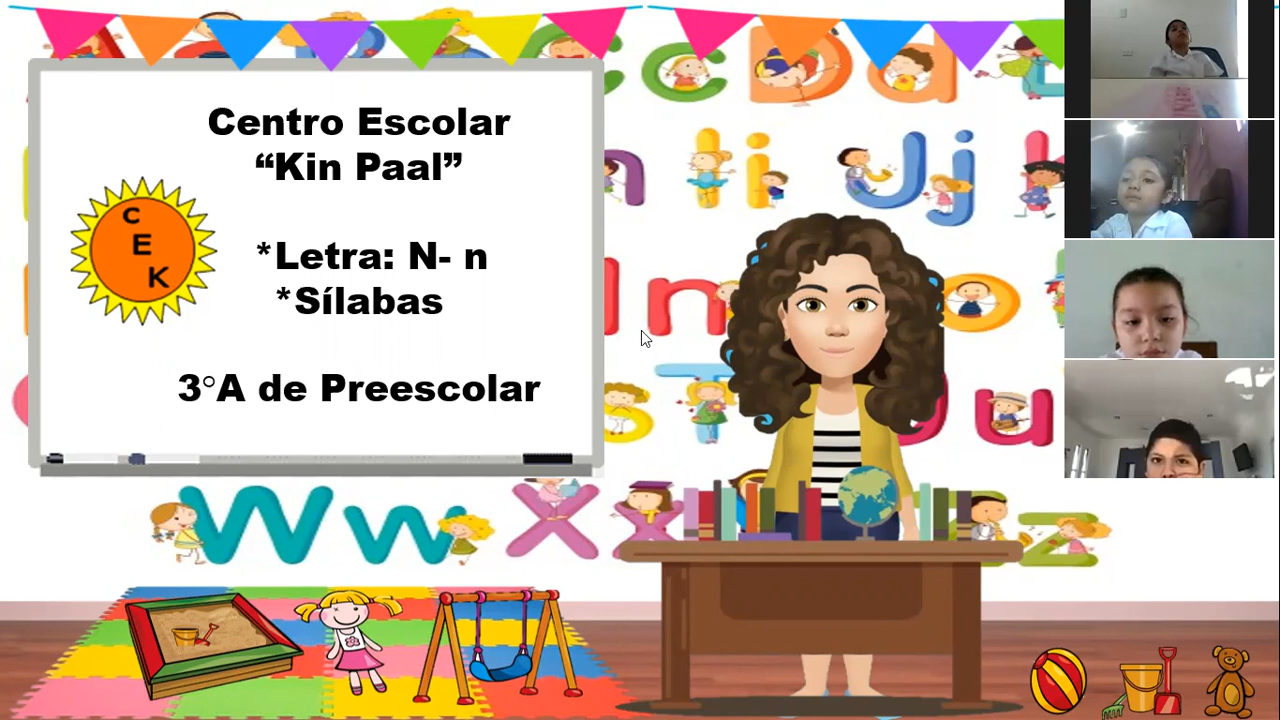 Centro Escolar
“Kin Paal”
C
E
K
*Letra: N- n
*Sílabas
3°A de Preescolar
c D d
n I i J j
m
s T u
W w X x z